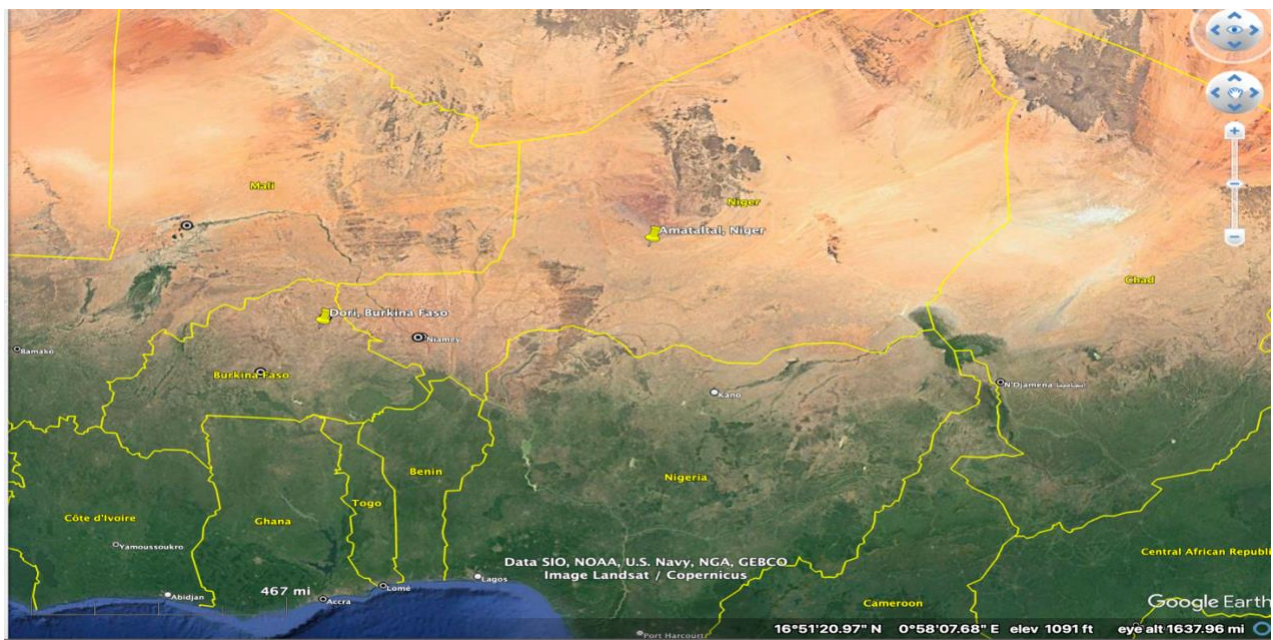 Mali
Niger
Amataltal, Niger
Chad
Dori, Burkina Faso
Niamey
Bamako
Burkina Faso
N'Djamena
Kano
Benin
Nigeria
Togo
Côte d'Ivoire
Ghana
Yamoussoukro
Central African Republi
Data SIO, NOAA, U.S. Navy, NGA, GEBCO
Image Landsat / Copernicus
467 mi
Lagos
Lomé
Abidjan
Accra
Cameroon
Google Earth
Port Harcourt
16°51'20.97" N 0°58'07.68" E elev 1091 ft eye alt 1637.96 mi